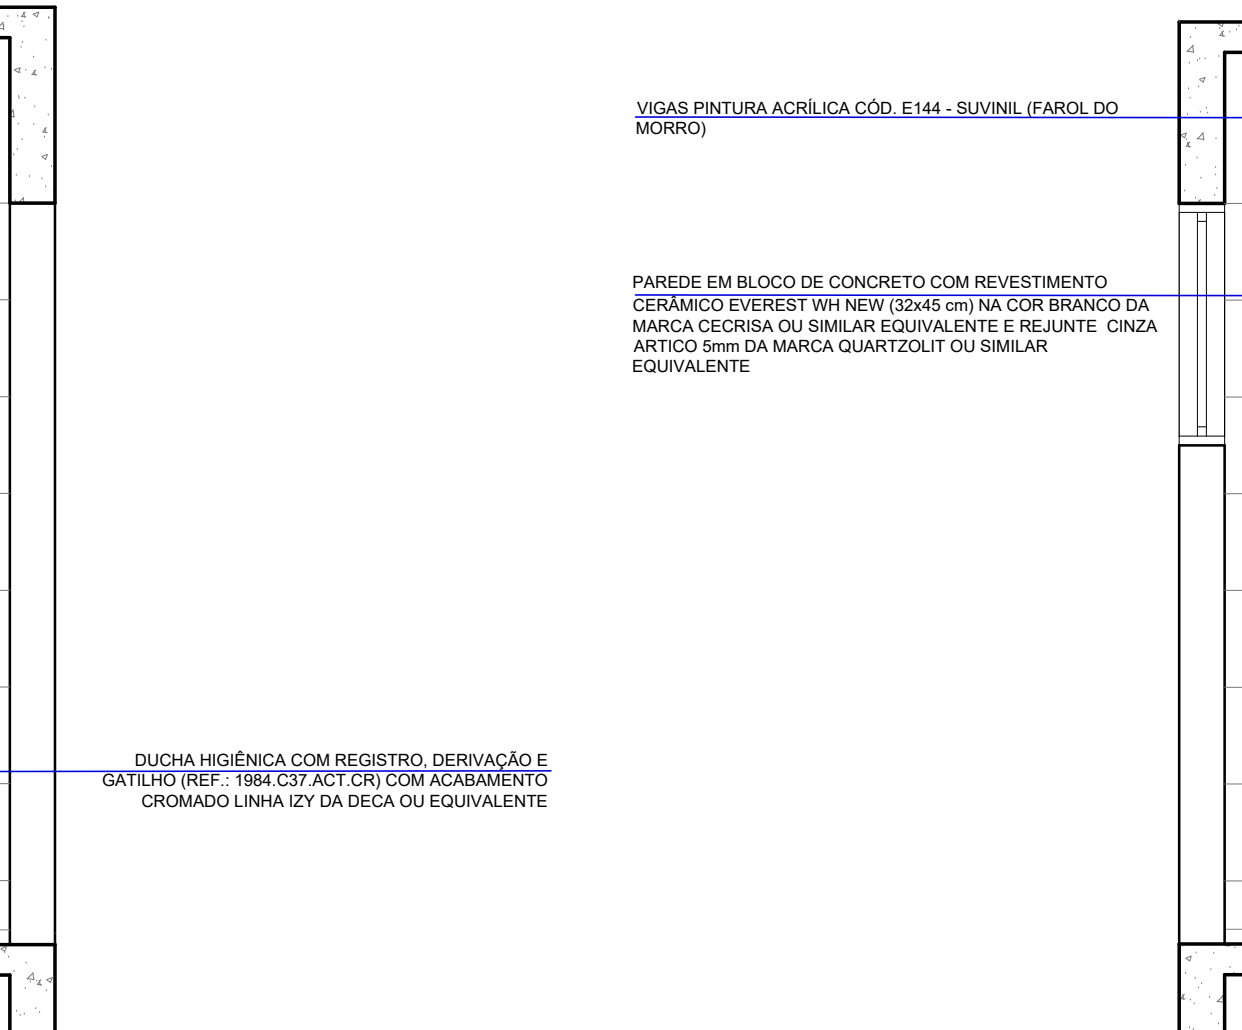 VIGAS PINTURA ACRÍLICA CÓD. E144 - SUVINIL (FAROL DO
MORRO)
PAREDE EM BLOCO DE CONCRETO COM REVESTIMENTO
CERÂMICO EVEREST WH NEW (32x45 cm) NA COR BRANCO DA
MARCA CECRISA OU SIMILAR EQUIVALENTE E REJUNTE CINZA
ARTICO 5mm DA MARCA QUARTZOLIT OU SIMILAR
EQUIVALENTE
DUCHA HIGIÊNICA COM REGISTRO, DERIVAÇÃO E
GATILHO (REF.: 1984.C37.ACT.CR) COM ACABAMENTO
CROMADO LINHA IZY DA DECA OU EQUIVALENTE